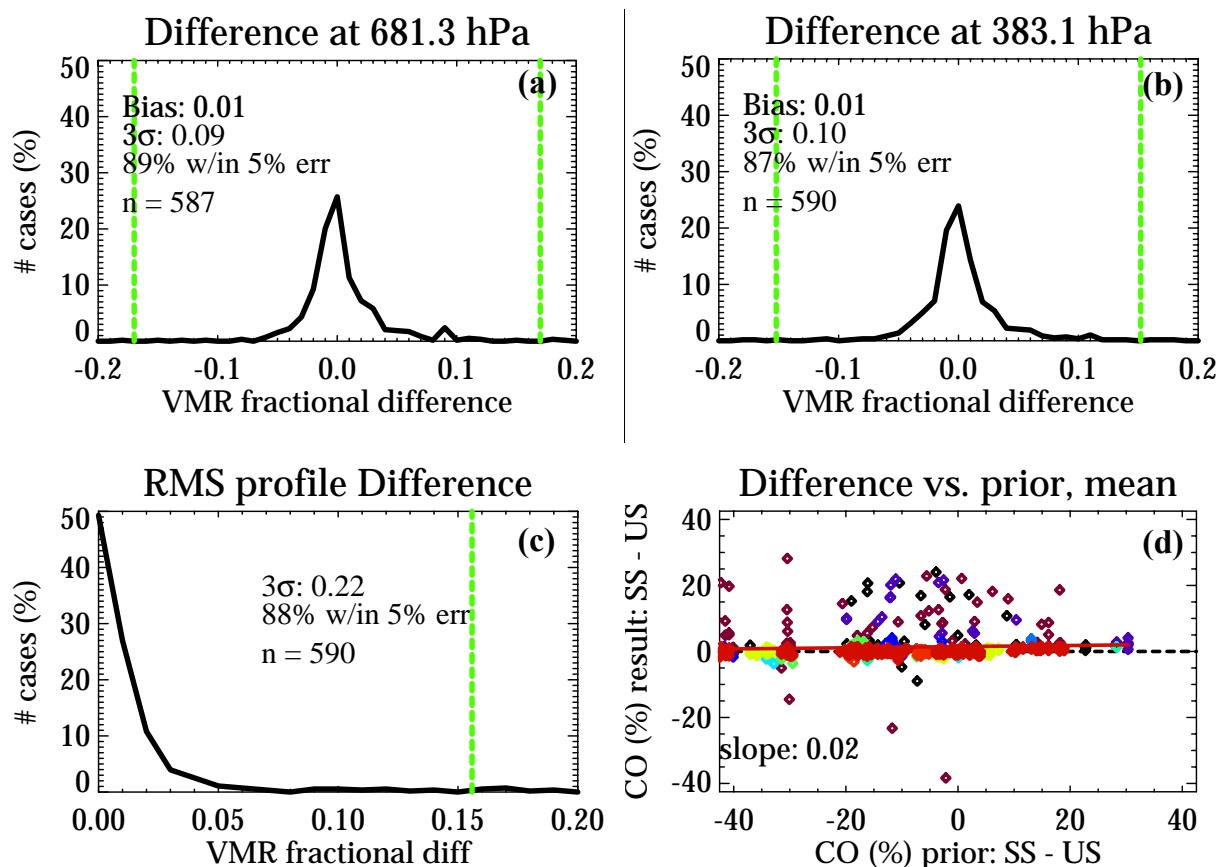 Difference at 681.3 hPa
(a)
50
40
30
20
10
0
# cases (%)
Bias: 0.01
3σ: 0.09
89% w/in 5% err
n = 587
-0.2
-0.1
0.0
0.1
0.2
VMR fractional difference
Difference at 383.1 hPa
(b)
50
40
30
20
10
0
# cases (%)
Bias: 0.01
3σ: 0.10
87% w/in 5% err
n = 590
-0.2
-0.1
0.0
0.1
0.2
VMR fractional difference
RMS profile Difference
(c)
50
40
30
20
10
0
# cases (%)
3σ: 0.22
88% w/in 5% err
n = 590
0.00
0.05
0.10
0.15
0.20
VMR fractional diff
Difference vs. prior, mean
(d)
40
20
0
-20
-40
CO (%) result: SS - US
slope: 0.02
-40
-20
0
20
40
CO (%) prior: SS - US